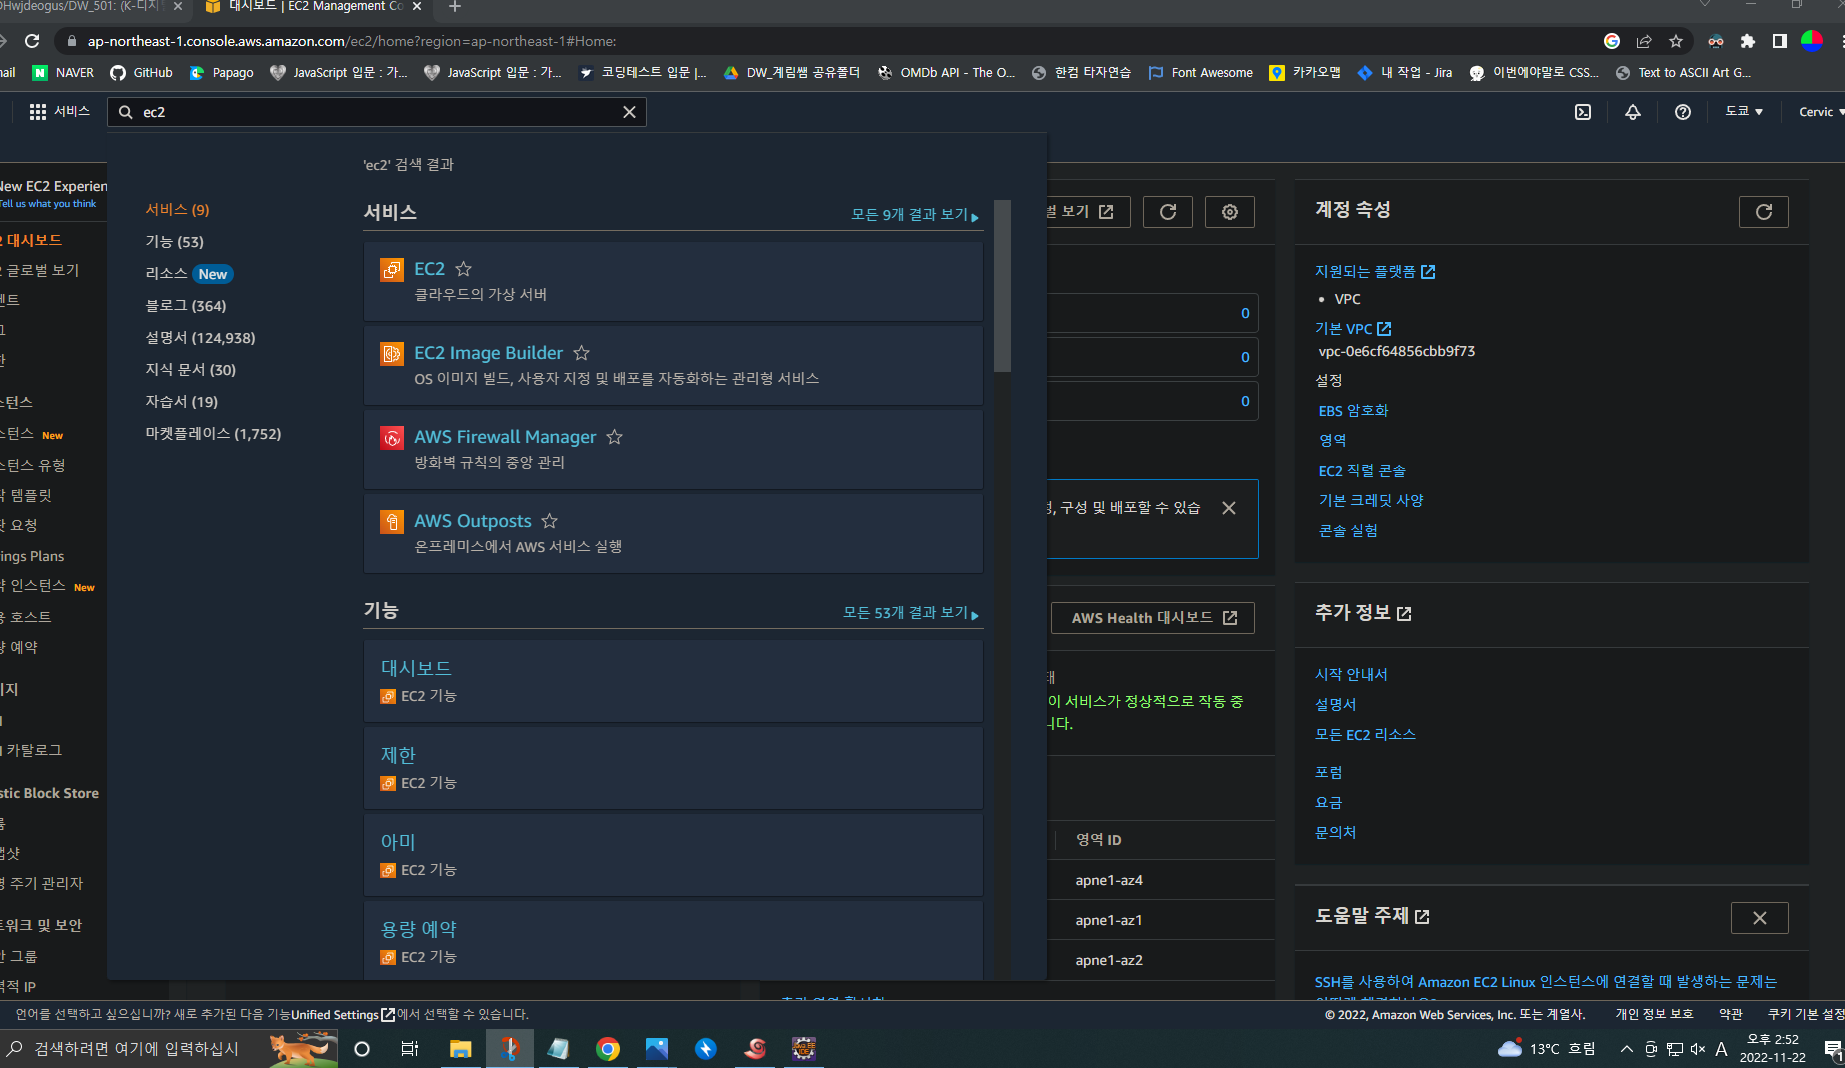 DHwjdeogus/DW_501: (K-디지
대시보드 | EC2 Management Co
ap-northeast-1.console.aws.amazon.com/ec2/home?region=ap-northeast-1#Home:
NAVER
GitHub
Papago
JavaScript 입문 : 가...
JavaScript 입문 : 가...
코딩테스트 입문 |...
DW_계림쌤 공유폴더
OMDb API - The O...
한컴 타자연습
Font Awesome
카카오맵
내 작업 - Jira
이번에야말로 CSS...
Text to ASCII Art G...
서비스
ec2
도쿄
Cervic
New EC2 Experien
Tell us what you think
2 대시보드
2 글로벌 보기
스턴스 New
스턴스 유형
작 템플릿
팟 요청
ings Plans
약 인스턴스 New
용 호스트
량 예약
I 카탈로그
stic Block Store
냅샷
명 주기 관리자
트워크 및 보안
안 그룹
력적 IP
'ec2' 검색 결과
서비스 (9)
기능 (53)
리소스 New
블로그 (364)
설명서 (124,938)
지식 문서 (30)
자습서 (19)
마켓플레이스 (1,752)
서비스
모든 9개 결과 보기
EC2
클라우드의 가상 서버
EC2 Image Builder
OS 이미지 빌드, 사용자 지정 및 배포를 자동화하는 관리형 서비스
AWS Firewall Manager
방화벽 규칙의 중앙 관리
AWS Outposts
온프레미스에서 AWS 서비스 실행
기능
모든 53개 결과 보기
대시보드
EC2 기능
제한
EC2 기능
아미
EC2 기능
용량 예약
EC2 기능
벌 보기
0
0
0
구성 및 배포할 수 있습
AWS Health 대시보드
이 서비스가 정상적으로 작동 중
니다.
영역 ID
apne1-az4
apne1-az1
apne1-az2
계정 속성
지원되는 플랫폼
• VPC
기본 VPC
vpc-0e6cf64856cbb9f73
설정
EBS 암호화
영역
EC2 직렬 콘솔
기본 크레딧 사양
콘솔 실험
추가 정보
시작 안내서
설명서
모든 EC2 리소스
포럼
요금
문의처
도움말 주제
SSH를 사용하여 Amazon EC2 Linux 인스턴스에 연결할 때 발생하는 문제는
언어를 선택하고 싶으십니까? 새로 추가된 다음 기능Unified Settings에서 선택할 수 있습니다.
© 2022, Amazon Web Services, Inc. 또는 계열사.
개인 정보 보호
약관
쿠키 기본 설정
검색하려면 여기에 입력하십시
13°C 흐림
A
오후 2:52
2022-11-22